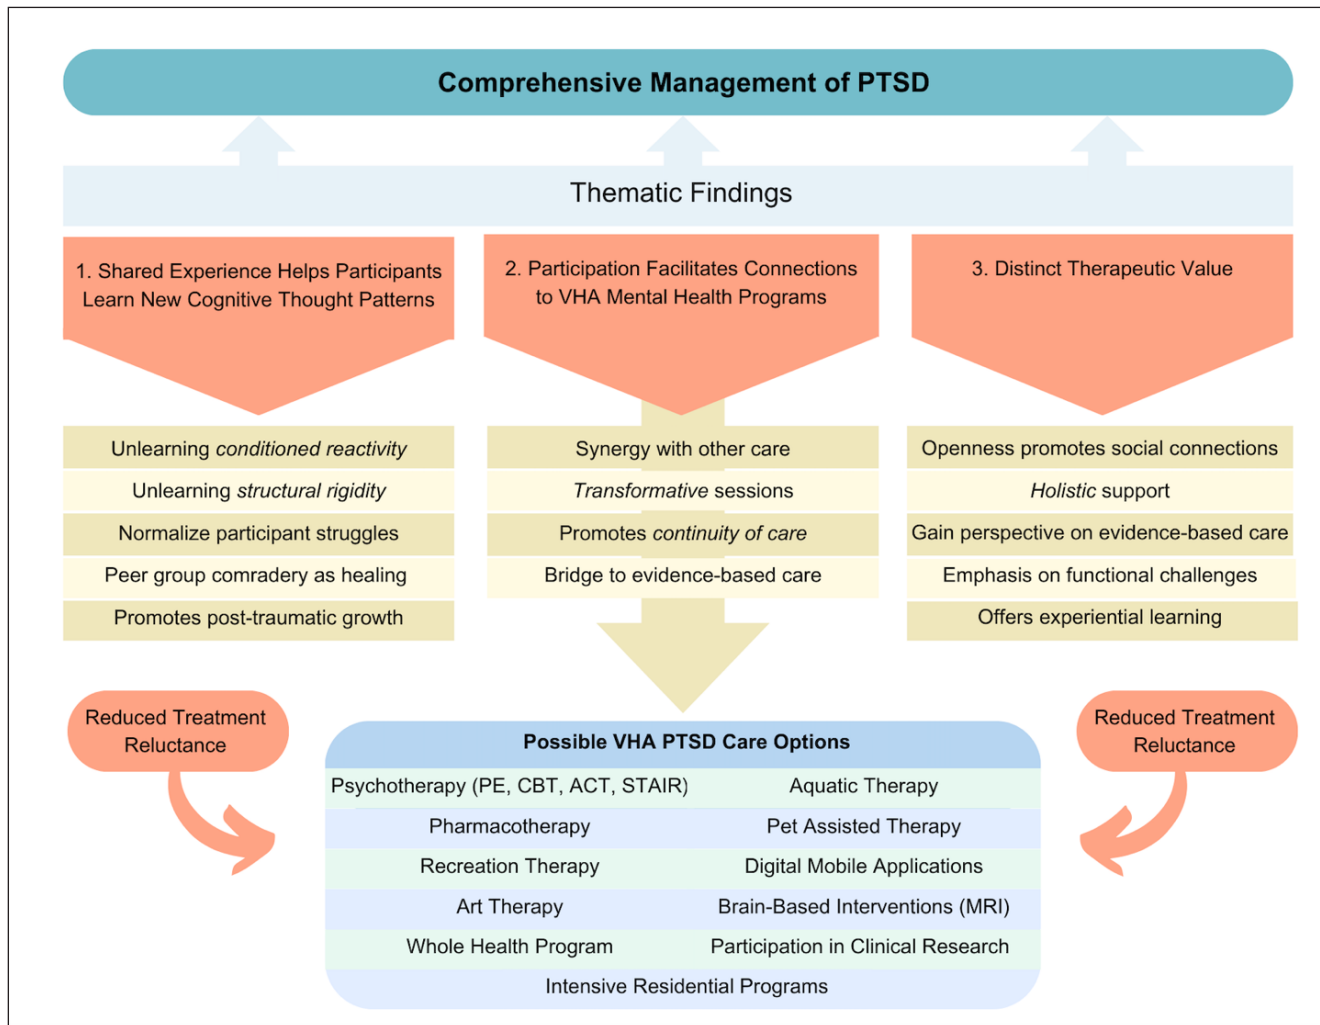 Comprehensive Management of PTSD
Thematic Findings
1. Shared Experience Helps Participants
Learn New Cognitive Thought Patterns
2. Participation Facilitates Connections
to VHA Mental Health Programs
3. Distinct Therapeutic Value
Unlearning conditioned reactivity
Unlearning structural rigidity
Normalize participant struggles
Peer group comradery as healing
Promotes post-traumatic growth
Synergy with other care
Transformative sessions
Promotes continuity of care
Bridge to evidence-based care
Openness promotes social connections
Holistic support
Gain perspective on evidence-based care
Emphasis on functional challenges
Offers experiential learning
Reduced Treatment
Reluctance
Reduced Treatment
Reluctance
Possible VHA PTSD Care Options
Psychotherapy (PE, CBT, ACT, STAIR)
Aquatic Therapy
Pharmacotherapy
Pet Assisted Therapy
Recreation Therapy
Digital Mobile Applications
Art Therapy
Brain-Based Interventions (MRI)
Whole Health Program
Participation in Clinical Research
Intensive Residential Programs